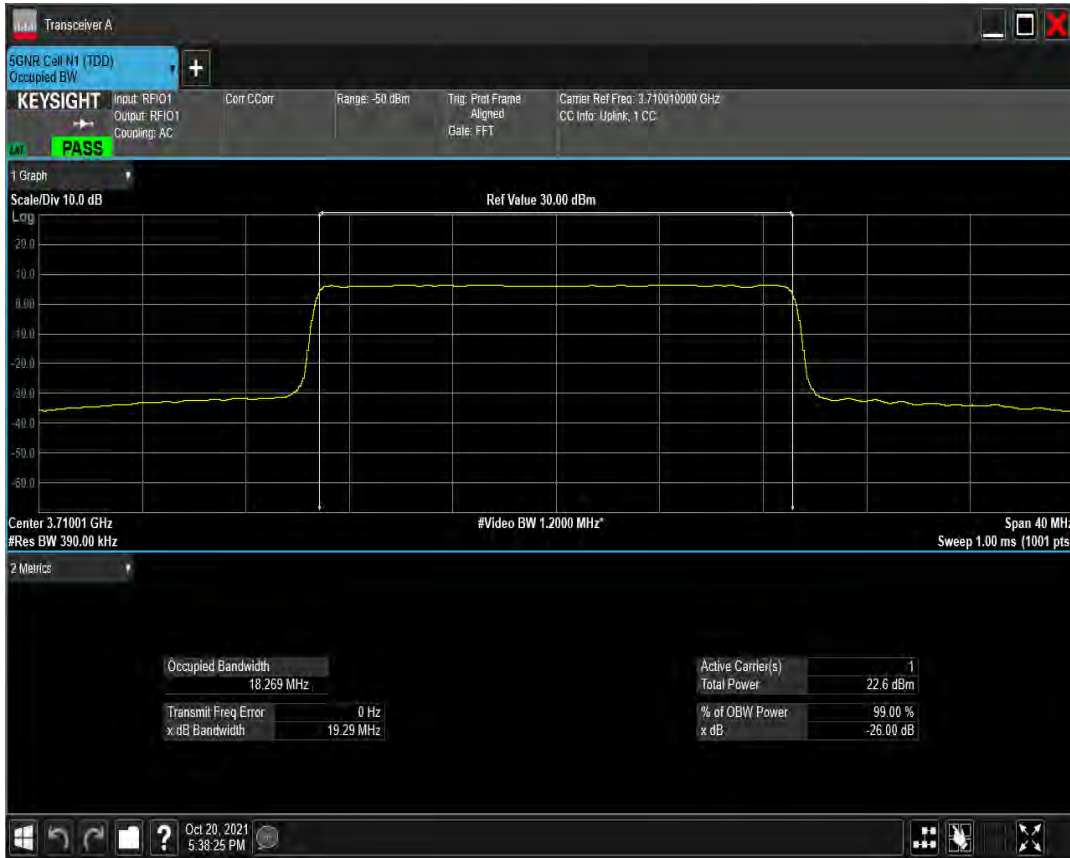 Transceiver A
5GNR Cell N1 (TDD)
Occupied BW
+
KEYSIGHT
PASS
Input: RFIO1
Output: RFIO1
Coupling: AC
Corr CCorr
Range: -50 dBm
Trig: Prot Frame
Aligned
Gate: FFT
Carrier Ref Freq: 3.710010000 GHz
CC Info: Uplink, 1 CC
1 Graph
Scale/Div 10.0 dB
Ref Value 30.00 dBm
Log
20.0
10.0
0.00
-10.0
-20.0
-30.0
-40.0
-50.0
-60.0
Center 3.71001 GHz
#Video BW 1.2000 MHz*
Span 40 MHz
#Res BW 390.00 kHz
Sweep 1.00 ms (1001 pts
2 Metrics
Occupied Bandwidth
18.269 MHz
Transmit Freq Error 0 Hz
x dB Bandwidth 19.29 MHz
Active Carrier(s) 1
Total Power 22.6 dBm
% of OBW Power 99.00 %
x dB -26.00 dB
?
Oct 20, 2021
5:38:25 PM